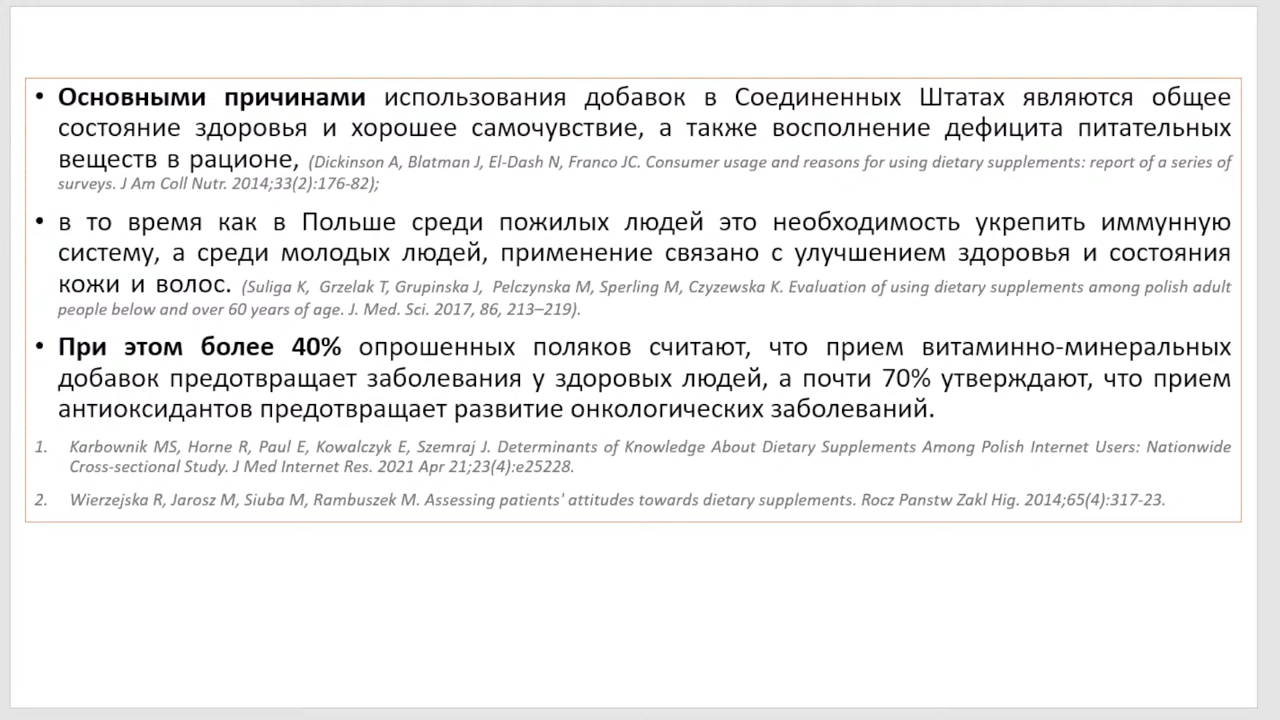 • Основными причинами использования добавок в Соединенных Штатах являются общее
состояние здоровья и хорошее самочувствие, а также восполнение дефицита питательных
веществ в рационе, (Dickinson A, Blatman J, El-Dash N, Franco JC. Consumer usage and reasons for using dietary supplements: report of a series of
surveys. J Am Coll Nutr. 2014;33(2):176-82);
• в то время как в Польше среди пожилых людей это необходимость укрепить иммунную
систему, а среди молодых людей, применение связано с улучшением здоровья и состояния
кожи и волос. (Suliga K, Grzelak T, Grupinska J, Pelczynska M, Sperling M, Czyzewska K. Evaluation of using dietary supplements among polish adult
people below and over 60 years of age. J. Med. Sci. 2017, 86, 213–219).
• При этом более 40% опрошенных поляков считают, что прием витаминно-минеральных
добавок предотвращает заболевания у здоровых людей, а почти 70% утверждают, что прием
антиоксидантов предотвращает развитие онкологических заболеваний.
1. Karbownik MS, Horne R, Paul E, Kowalczyk E, Szemraj J. Determinants of Knowledge About Dietary Supplements Among Polish Internet Users: Nationwide
Cross-sectional Study. J Med Internet Res. 2021 Apr 21;23(4):e25228.
2. Wierzejska R, Jarosz M, Siuba M, Rambuszek M. Assessing patients' attitudes towards dietary supplements. Rocz Panstw Zakl Hig. 2014;65(4):317-23.